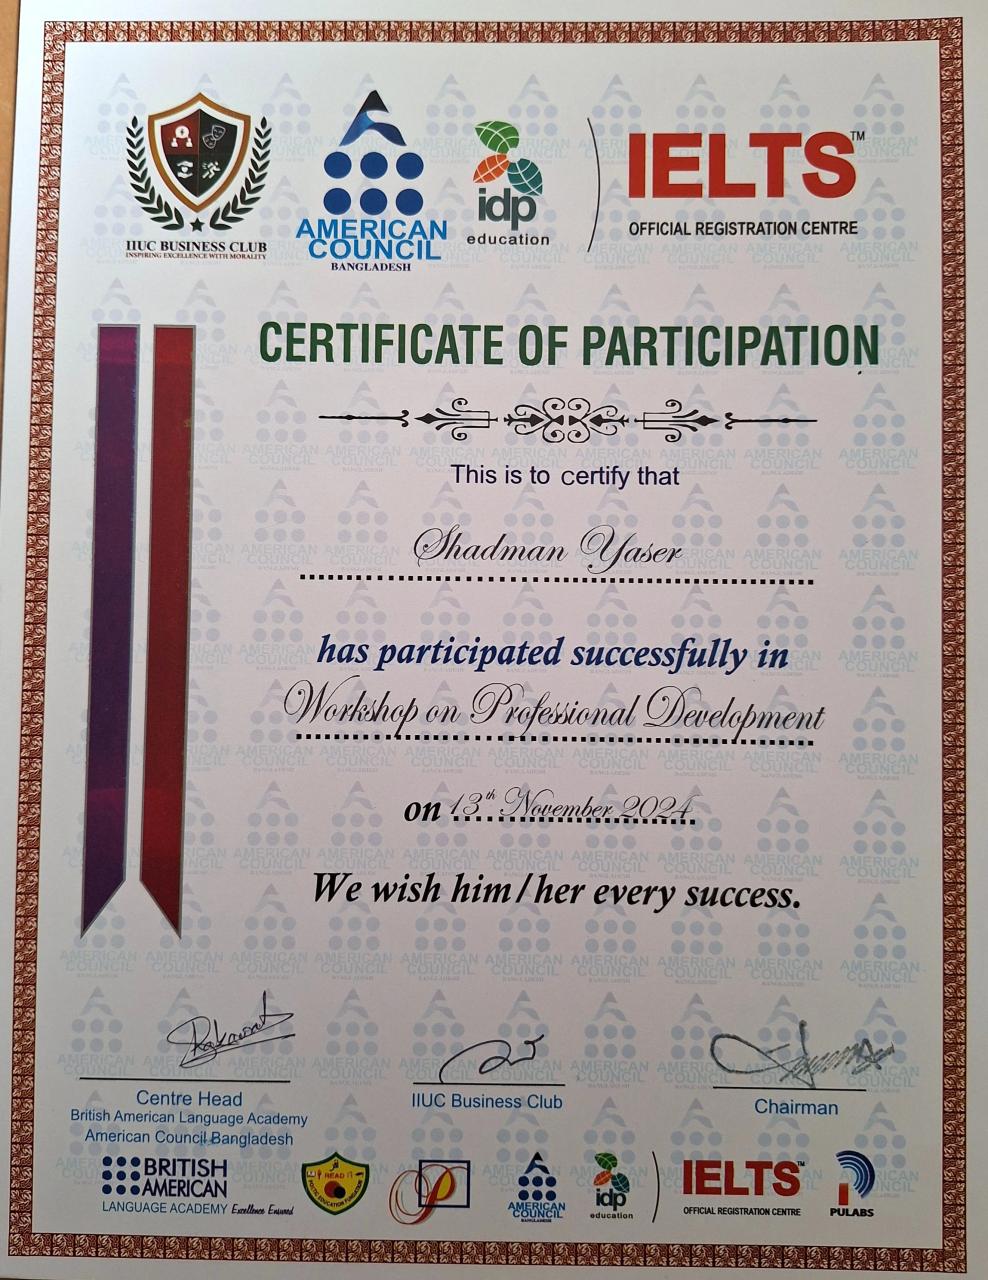 IIUC BUSINESS CLUB
INSPIRING EXCELLENCE WITH MORALITY
AMERICAN
COUNCIL
BANGLADESH
idp
education
IELTS™
OFFICIAL REGISTRATION CENTRE
CERTIFICATE OF PARTICIPATION
This is to certify that
Shadman Yaser
has participated successfully in
Workshop on Professional Development
on 13th November 2024
We wish him/her every success.
Centre Head
British American Language Academy
American Council Bangladesh
IIUC Business Club
Chairman
BRITISH
AMERICAN
LANGUAGE ACADEMY Excellence Ensured
READ IT
AMERICAN
COUNCIL
BANGLADESH
idp
education
IELTS™
OFFICIAL REGISTRATION CENTRE
PULABS